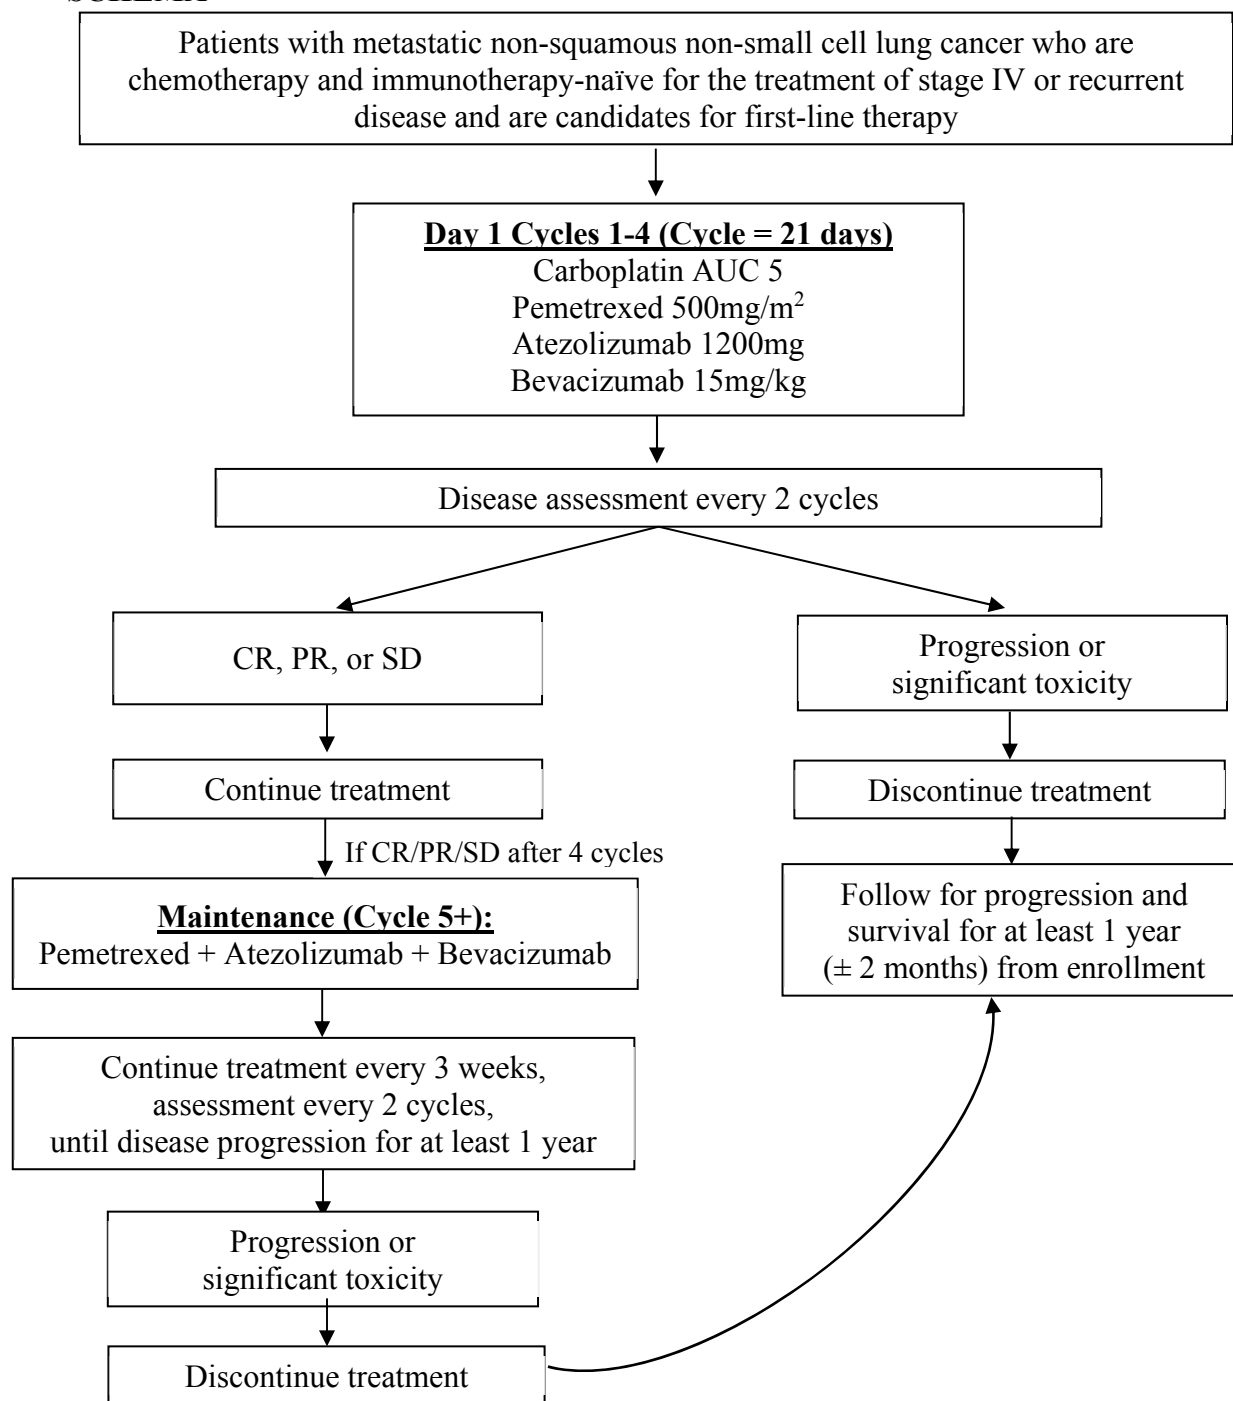 SCHEMA
Patients with metastatic non-squamous non-small cell lung cancer who are
chemotherapy and immunotherapy-naïve for the treatment of stage IV or recurrent
disease and are candidates for first-line therapy
Day 1 Cycles 1-4 (Cycle = 21 days)
Carboplatin AUC 5
Pemetrexed 500mg/m²
Atezolizumab 1200mg
Bevacizumab 15mg/kg
Disease assessment every 2 cycles
CR, PR, or SD
Continue treatment
If CR/PR/SD after 4 cycles
Maintenance (Cycle 5+):
Pemetrexed + Atezolizumab + Bevacizumab
Continue treatment every 3 weeks,
assessment every 2 cycles,
until disease progression for at least 1 year
Progression or
significant toxicity
Discontinue treatment
Progression or
significant toxicity
Discontinue treatment
Follow for progression and
survival for at least 1 year
(± 2 months) from enrollment